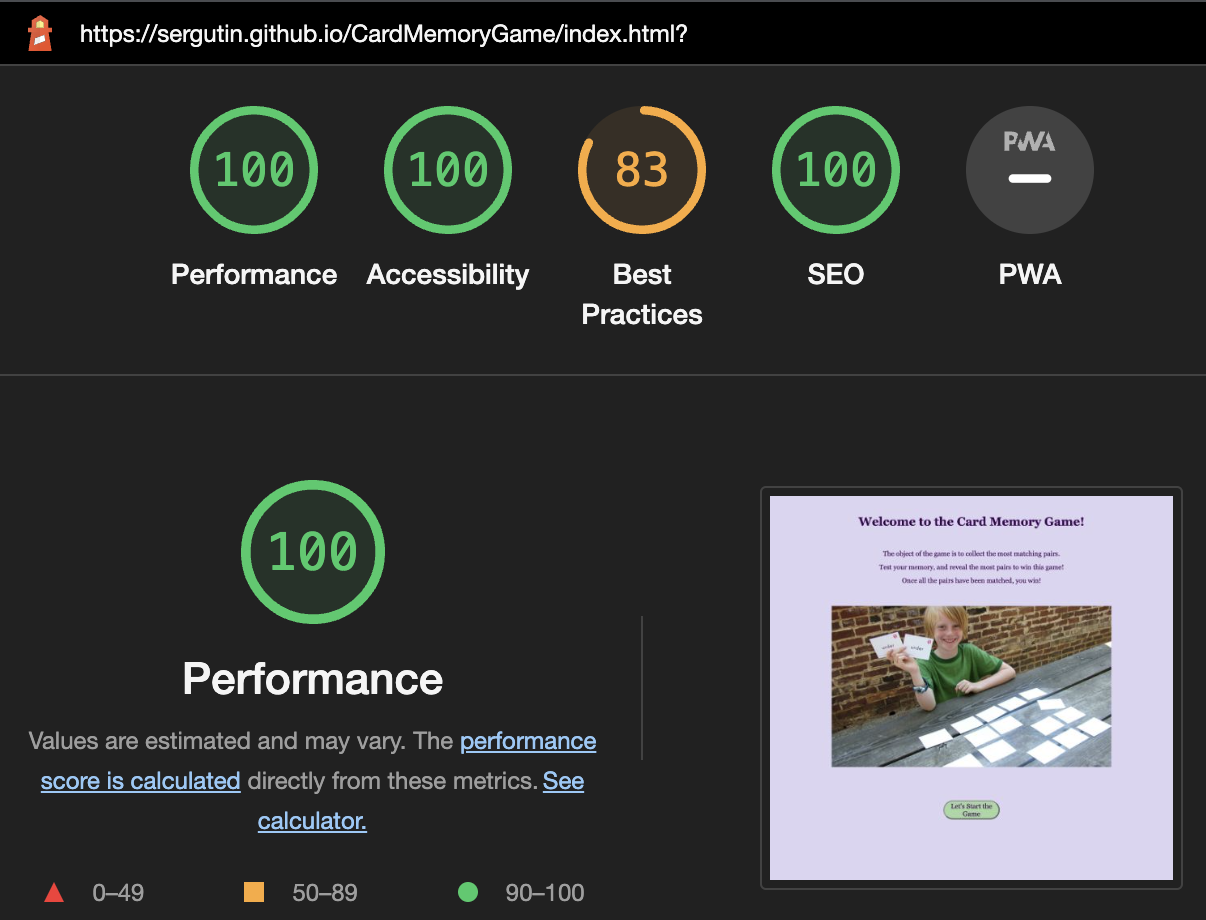 https://sergutin.github.io/CardMemoryGame/index.html?
100
100
83
100
PWA
Performance
Accessibility
Best
Practices
SEO
PWA
100
Performance
Values are estimated and may vary. The performance
score is calculated directly from these metrics. See
calculator.
0–49
50–89
90–100
Welcome to the Card Memory Game!
The object of the game is to collect the most matching pairs.
Test your memory, and reveal the most pairs to win this game!
Once all the pairs have been matched, you win!
under
under
Let's Start the
Game